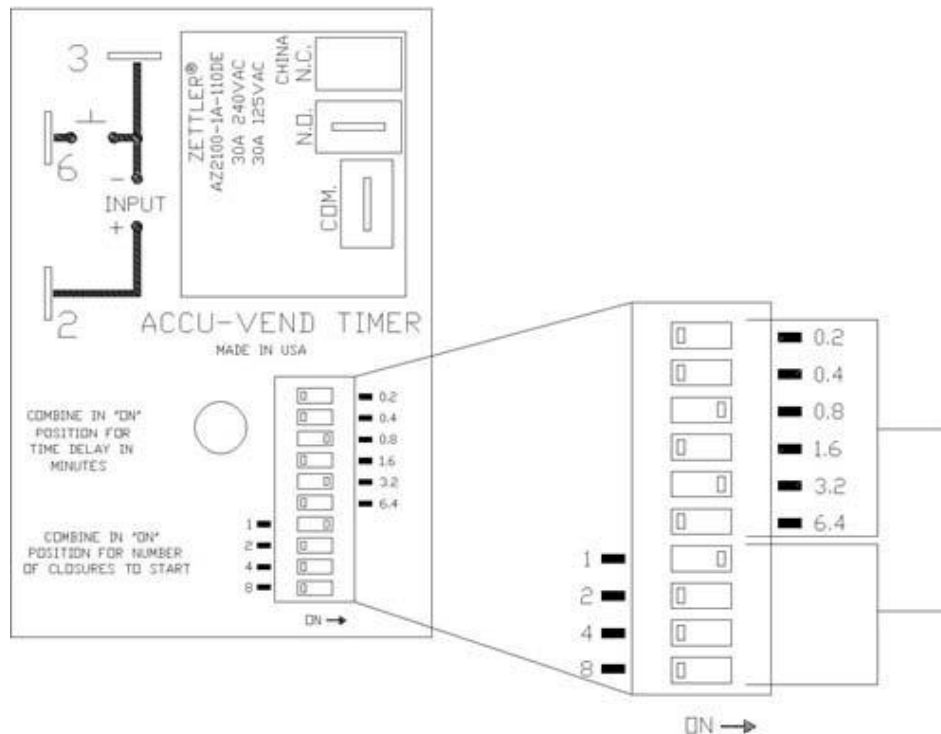 3
6
-
INPUT
+
2
ZETTLER®
AZ2100-1A-110DE
30A 240VAC
30A 125VAC
CHINA
N.C.
N.O.
COM.
ACCU-VEND TIMER
MADE IN USA
COMBINE IN "ON"
POSITION FOR
TIME DELAY IN
MINUTES
0.2
0.4
0.8
1.6
3.2
6.4
COMBINE IN "ON"
POSITION FOR NUMBER
OF CLOSURES TO START
1
2
4
8
ON
0.2
0.4
0.8
1.6
3.2
6.4
1
2
4
8
ON